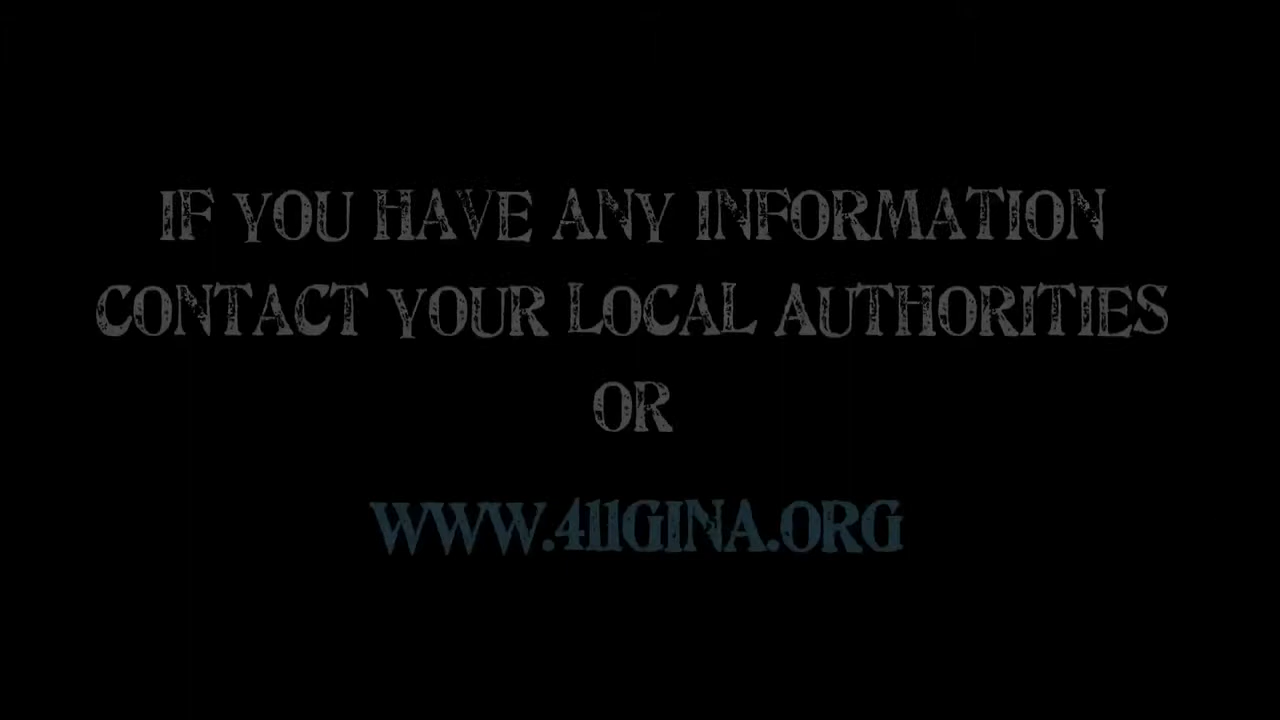 IF YOU HAVE ANY INFORMATION
CONTACT YOUR LOCAL AUTHORITIES
OR
WWW.411GINA.ORG